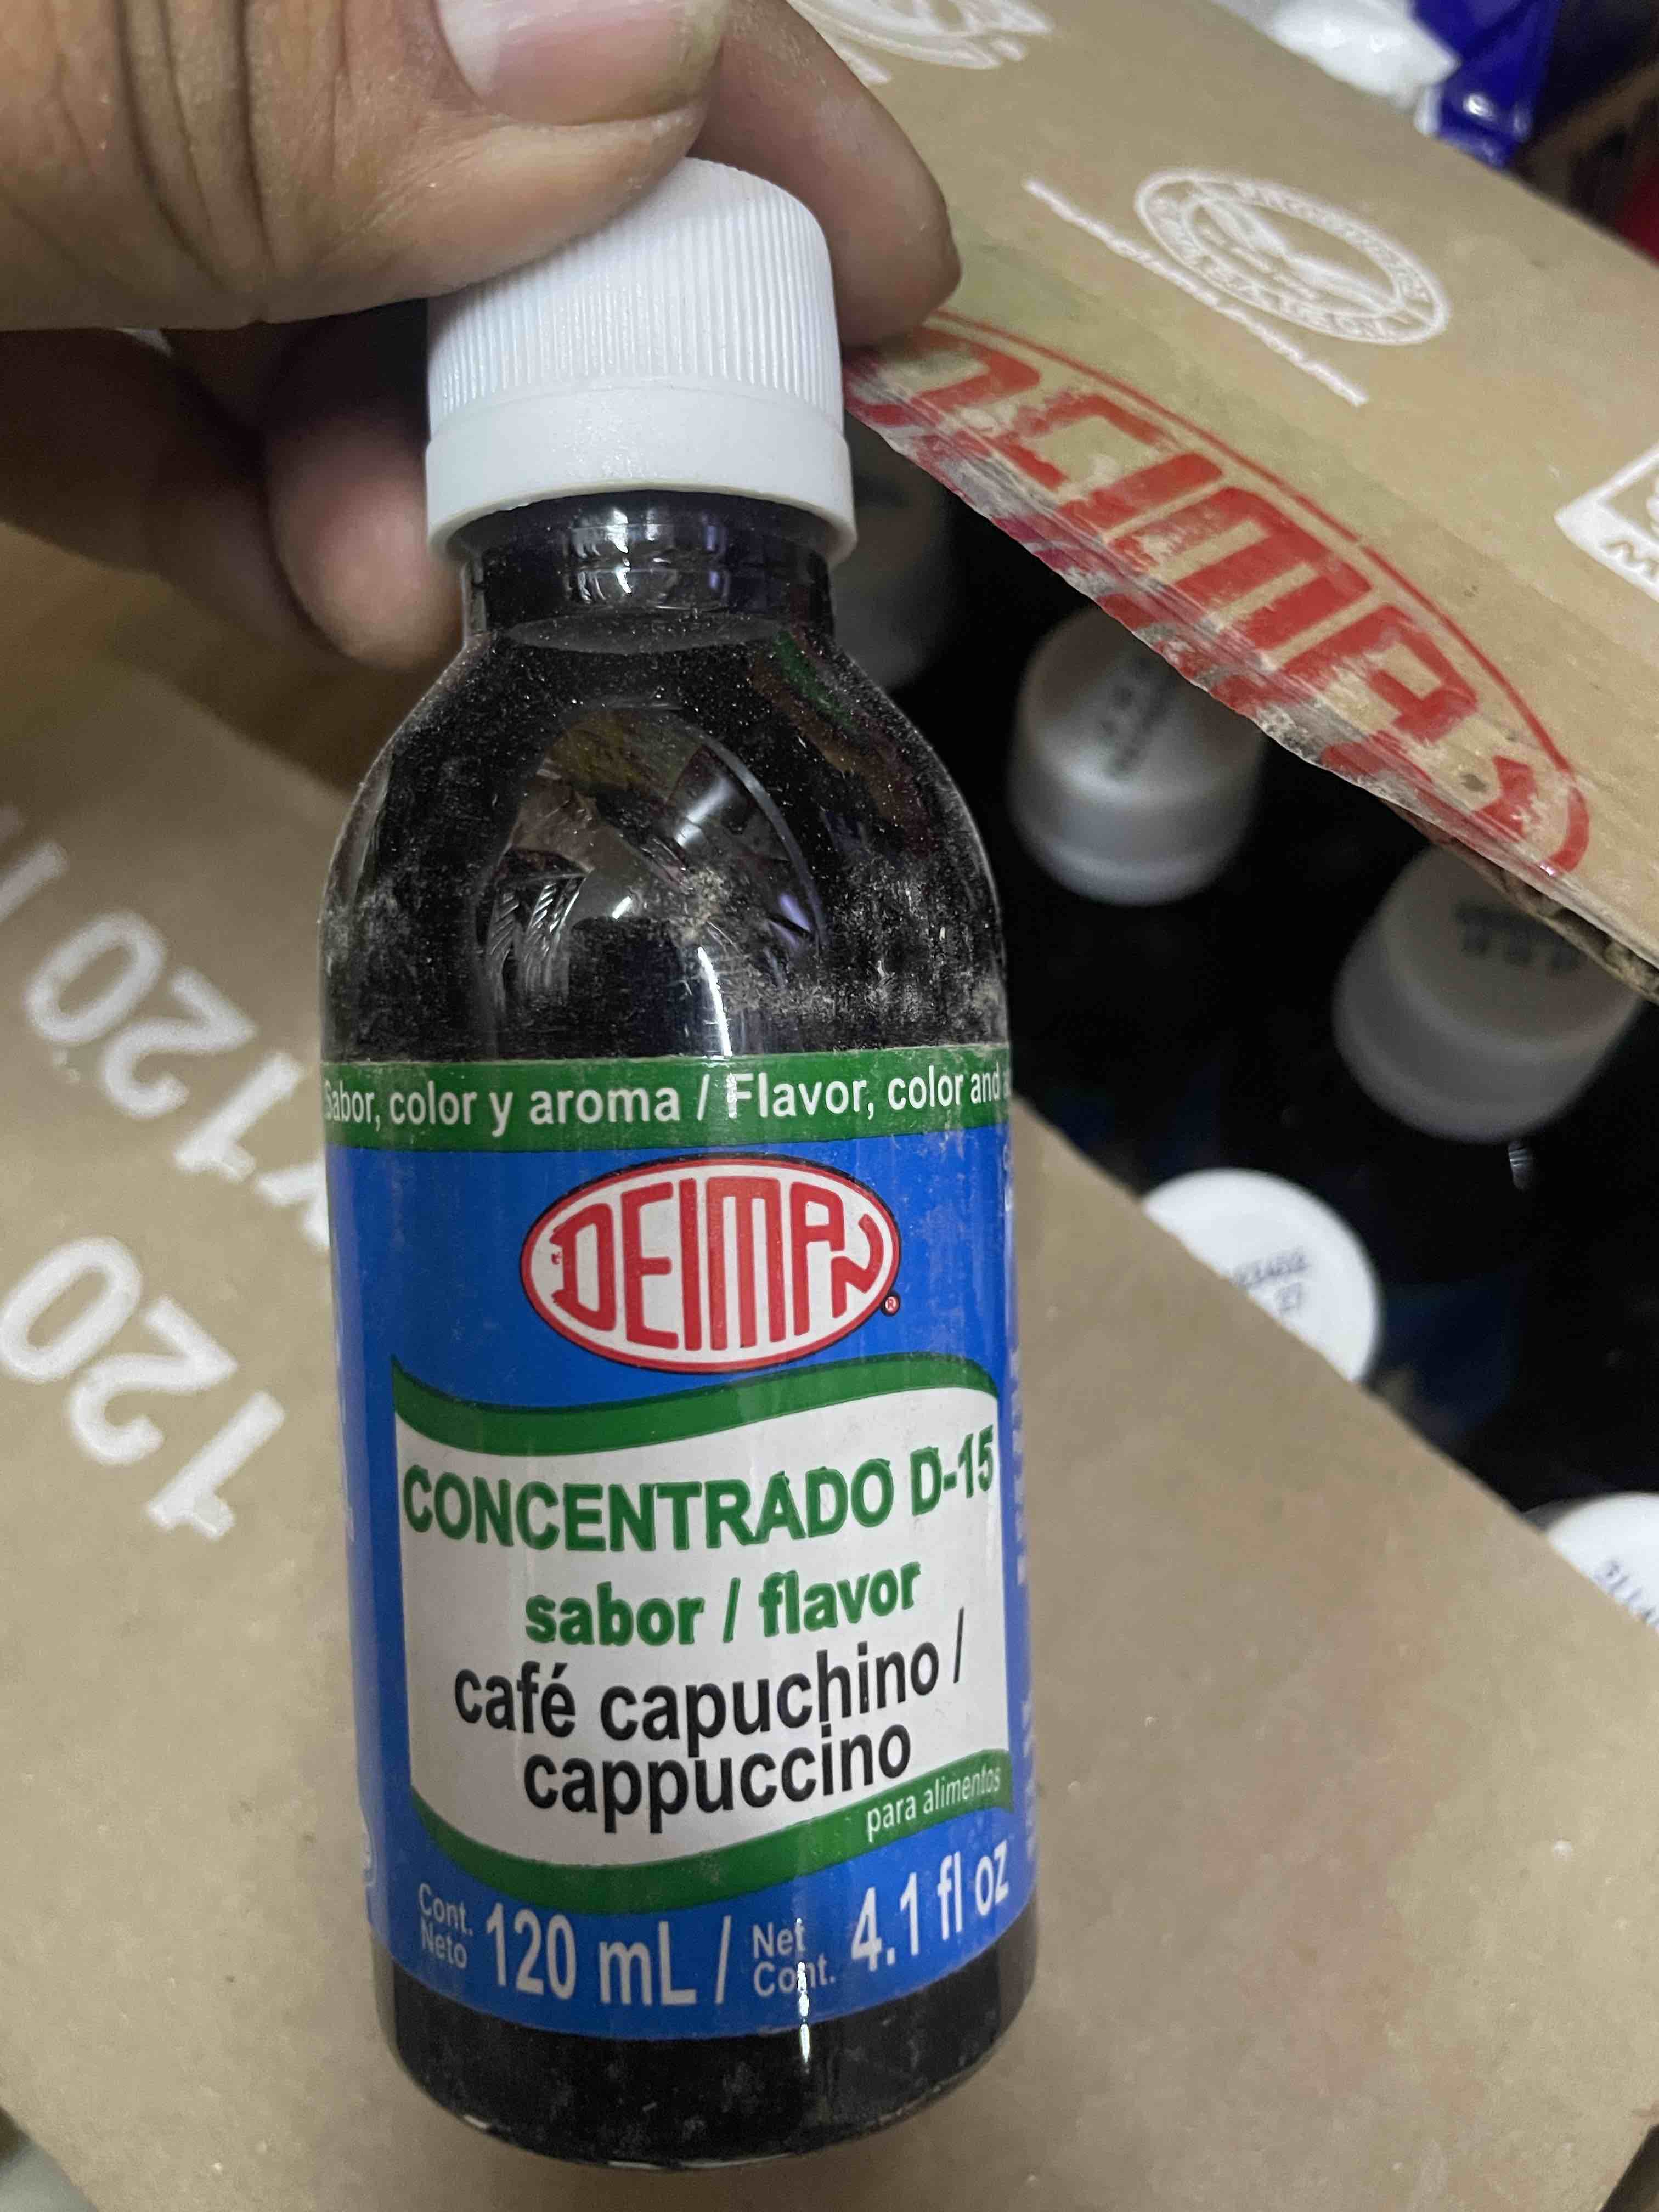 Sabor, color y aroma / Flavor, color and
DEIMAN®
CONCENTRADO D-15
sabor / flavor
café capuchino /
cappuccino
para alimentos
Cont. Neto 120 mL / Net Cont. 4.1 fl oz
120 Y
120